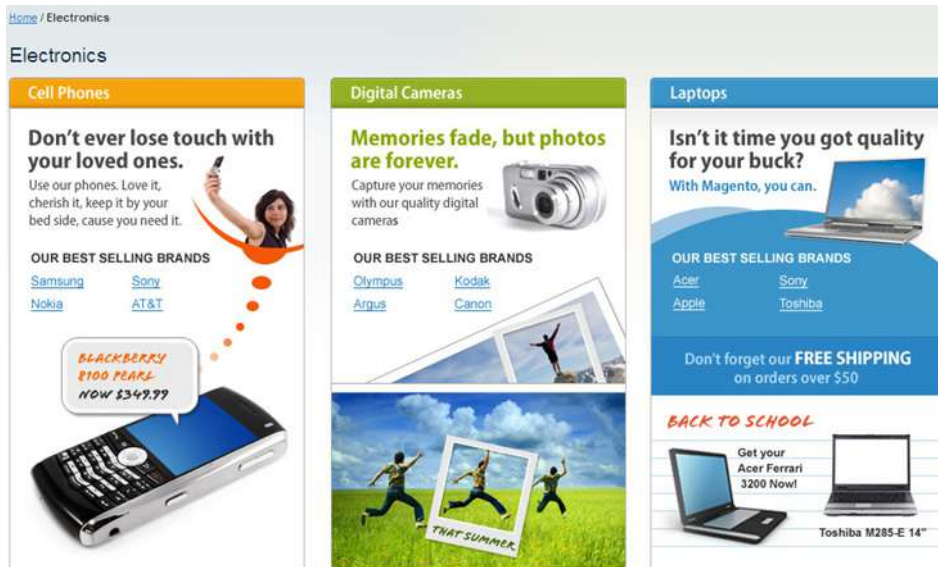 Home / Electronics
Electronics
Cell Phones
Don't ever lose touch with
your loved ones.
Use our phones. Love it,
cherish it, keep it by your
bed side, cause you need it.
OUR BEST SELLING BRANDS
Samsung Sony
Nokia AT&T
BLACKBERRY
8100 PEARL
NOW $349.99
Digital Cameras
Memories fade, but photos
are forever.
Capture your memories
with our quality digital
cameras
OUR BEST SELLING BRANDS
Olympus Kodak
Argus Canon
THAT SUMMER
Laptops
Isn't it time you got quality
for your buck?
With Magento, you can.
OUR BEST SELLING BRANDS
Acer Sony
Apple Toshiba
Don't forget our FREE SHIPPING
on orders over $50
BACK TO SCHOOL
Get your
Acer Ferrari
3200 Now!
Toshiba M285-E 14"